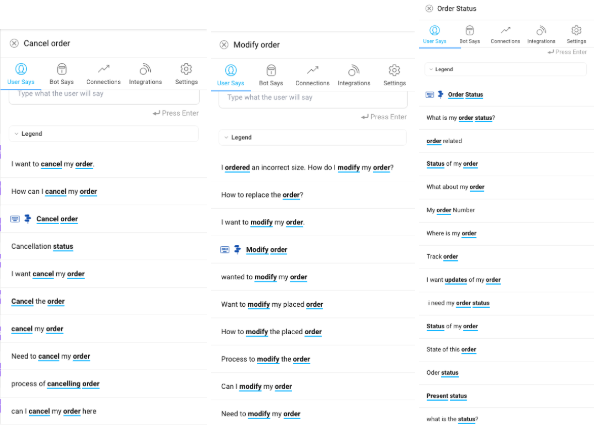 Cancel order
User Says Bot Says Connections Integrations Settings
Type what the user will say
Press Enter
Legend
I want to cancel my order.
How can I cancel my order
Cancel order
Cancellation status
I want cancel my order
Cancel the order
cancel my order
Need to cancel my order
process of cancelling order
can I cancel my order here
Modify order
User Says Bot Says Connections Integrations Settings
Type what the user will say
Press Enter
Legend
I ordered an incorrect size. How do I modify my order?
How to replace the order?
I want to modify my order.
Modify order
wanted to modify my order
Want to modify my placed order
How to modify the placed order
Process to modify the order
Can I modify my order
Need to modify my order
Order Status
User Says Bot Says Connections Integrations Settings
Press Enter
Legend
Order Status
What is my order status?
order related
Status of my order
What about my order
My order Number
Where is my order
Track order
I want updates of my order
i need my order status
Status of my order
State of this order
Oder status
Present status
what is the status?